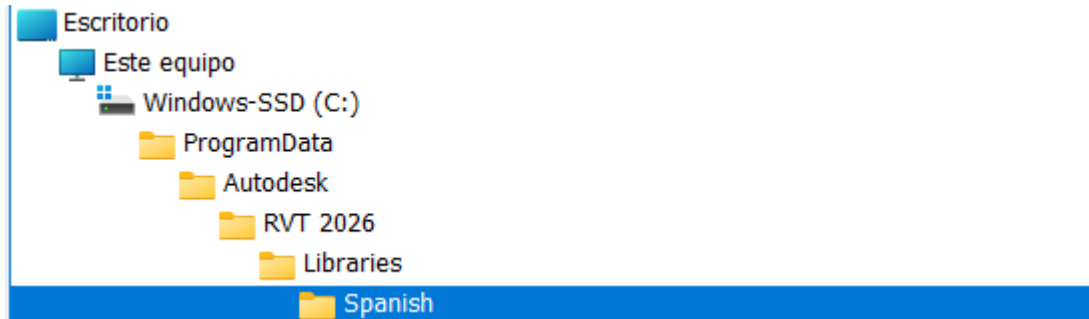 Escritorio
Este equipo
Windows-SSD (C:)
ProgramData
Autodesk
RVT 2026
Libraries
Spanish